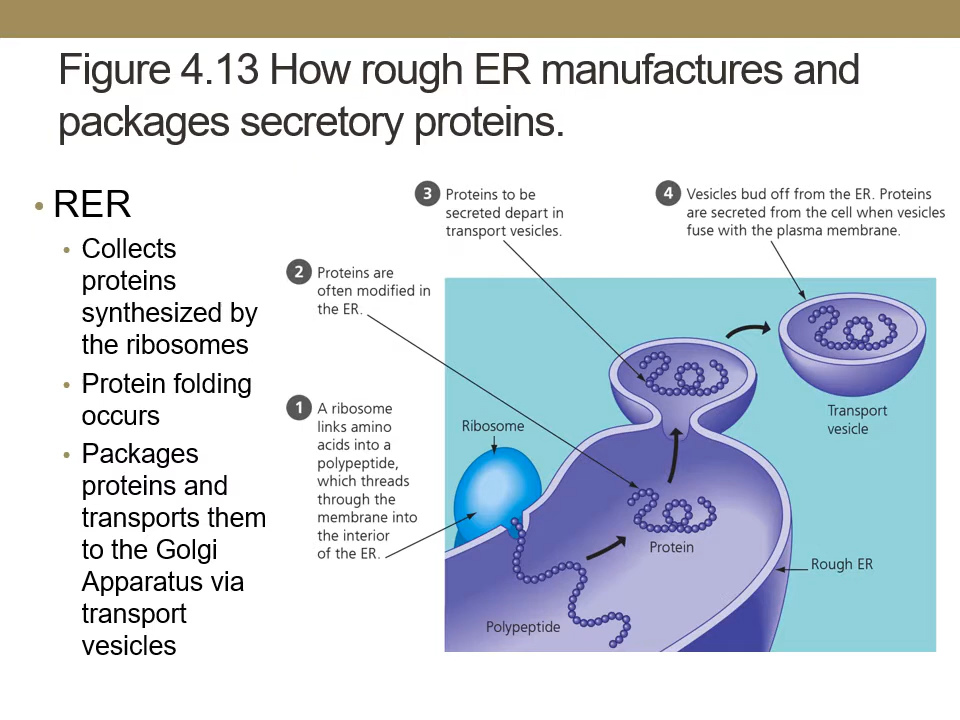 Figure 4.13 How rough ER manufactures and
packages secretory proteins.
• RER
• Collects
proteins
synthesized by
the ribosomes
• Protein folding
occurs
• Packages
proteins and
transports them
to the Golgi
Apparatus via
transport
vesicles
3 Proteins to be
secreted depart in
transport vesicles.
4 Vesicles bud off from the ER. Proteins
are secreted from the cell when vesicles
fuse with the plasma membrane.
2 Proteins are
often modified in
the ER.
1 A ribosome
links amino
acids into a
polypeptide,
which threads
through the
membrane into
the interior
of the ER.
Ribosome
Transport
vesicle
Protein
Rough ER
Polypeptide